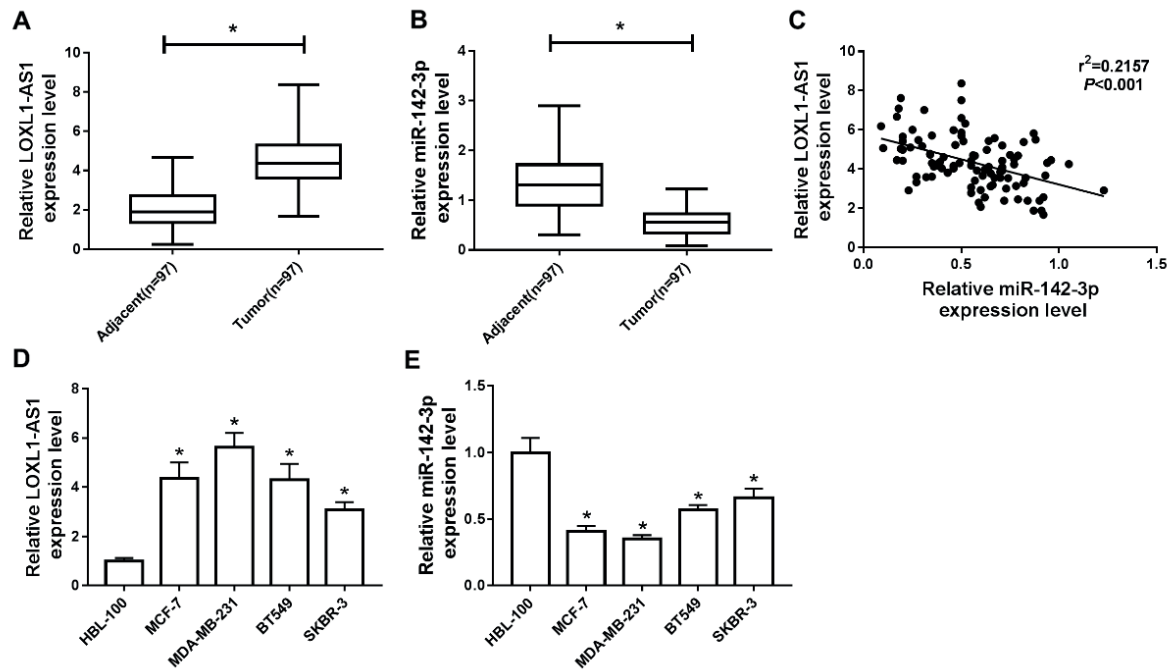 A
Relative LOXL1-AS1
expression level
10
8
6
4
2
0
*
Adjacent(n=97)
Tumor(n=97)
B
Relative miR-142-3p
expression level
4
3
2
1
0
*
Adjacent(n=97)
Tumor(n=97)
C
Relative LOXL1-AS1
expression level
10
8
6
4
2
0
r²=0.2157
P<0.001
0.0
0.5
1.0
1.5
Relative miR-142-3p
expression level
D
Relative LOXL1-AS1
expression level
8
6
4
2
0
*
*
*
*
HBL-100
MCF-7
MDA-MB-231
BT549
SKBR-3
E
Relative miR-142-3p
expression level
1.5
1.0
0.5
0.0
*
*
*
*
HBL-100
MCF-7
MDA-MB-231
BT549
SKBR-3